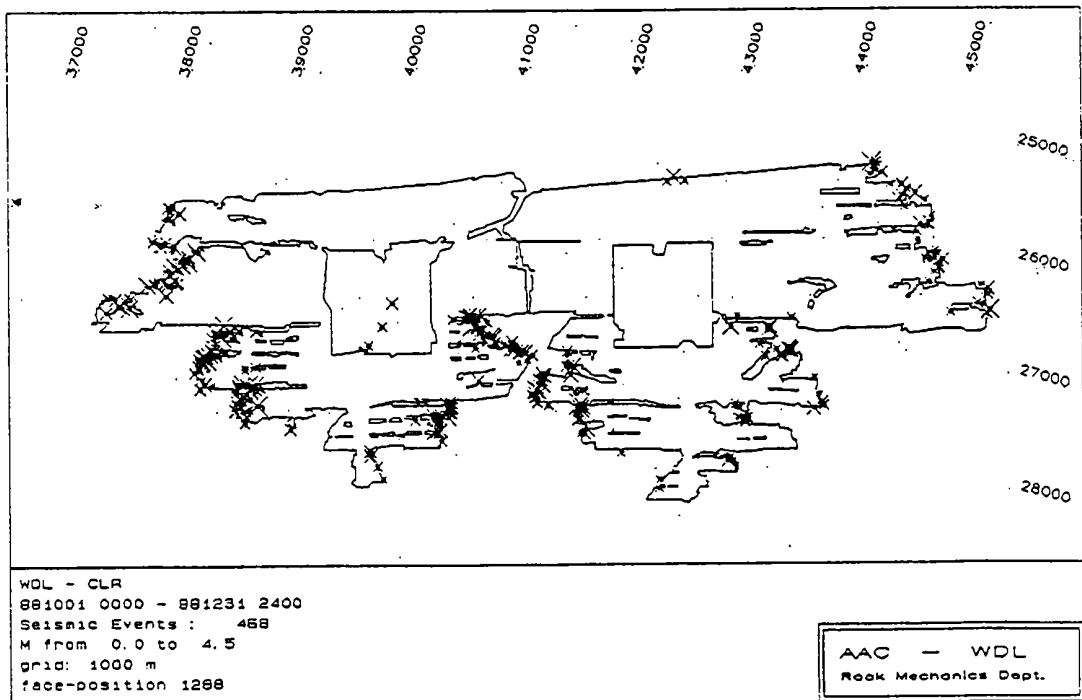 37000 38000 39000 40000 41000 42000 43000 44000 45000
25000
26000
27000
28000
WDL - CLR
881001 0000 - 881231 2400
Seismic Events : 468
M from 0.0 to 4.5
grid: 1000 m
face-position 1288
AAC - WDL
Rock Mechanics Dept.